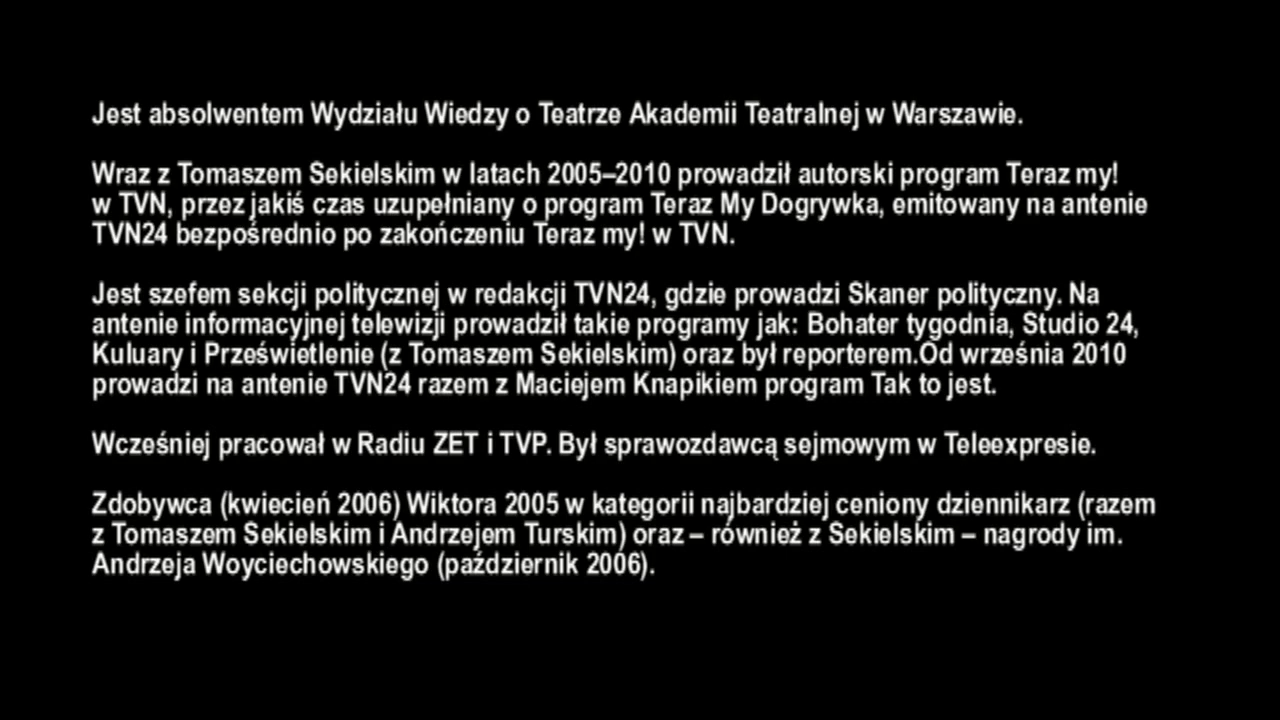 Jest absolwentem Wydziału Wiedzy o Teatrze Akademii Teatralnej w Warszawie.
Wraz z Tomaszem Sekielskim w latach 2005–2010 prowadził autorski program Teraz my!
w TVN, przez jakiś czas uzupełniany o program Teraz My Dogrywka, emitowany na antenie
TVN24 bezpośrednio po zakończeniu Teraz my! w TVN.
Jest szefem sekcji politycznej w redakcji TVN24, gdzie prowadzi Skaner polityczny. Na
antenie informacyjnej telewizji prowadził takie programy jak: Bohater tygodnia, Studio 24,
Kuluary i Prześwietlenie (z Tomaszem Sekielskim) oraz był reporterem.Od września 2010
prowadzi na antenie TVN24 razem z Maciejem Knapikiem program Tak to jest.
Wcześniej pracował w Radiu ZET i TVP. Był sprawozdawcą sejmowym w Teleexpresie.
Zdobywca (kwiecień 2006) Wiktora 2005 w kategorii najbardziej ceniony dziennikarz (razem
z Tomaszem Sekielskim i Andrzejem Turskim) oraz – również z Sekielskim – nagrody im.
Andrzeja Woyciechowskiego (październik 2006).